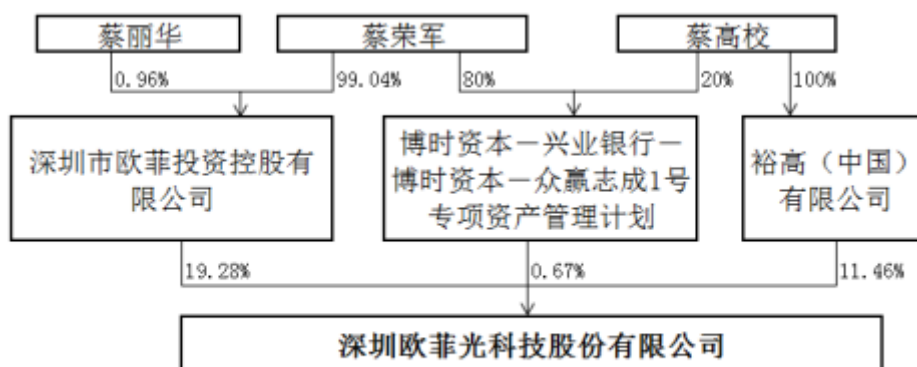 蔡丽华
蔡荣军
蔡高校
0.96%
99.04%
80%
20%
100%
深圳市欧菲投资控股有
限公司
博时资本－兴业银行－
博时资本－众赢志成1号
专项资产管理计划
裕高（中国）
有限公司
19.28%
0.67%
11.46%
深圳欧菲光科技股份有限公司